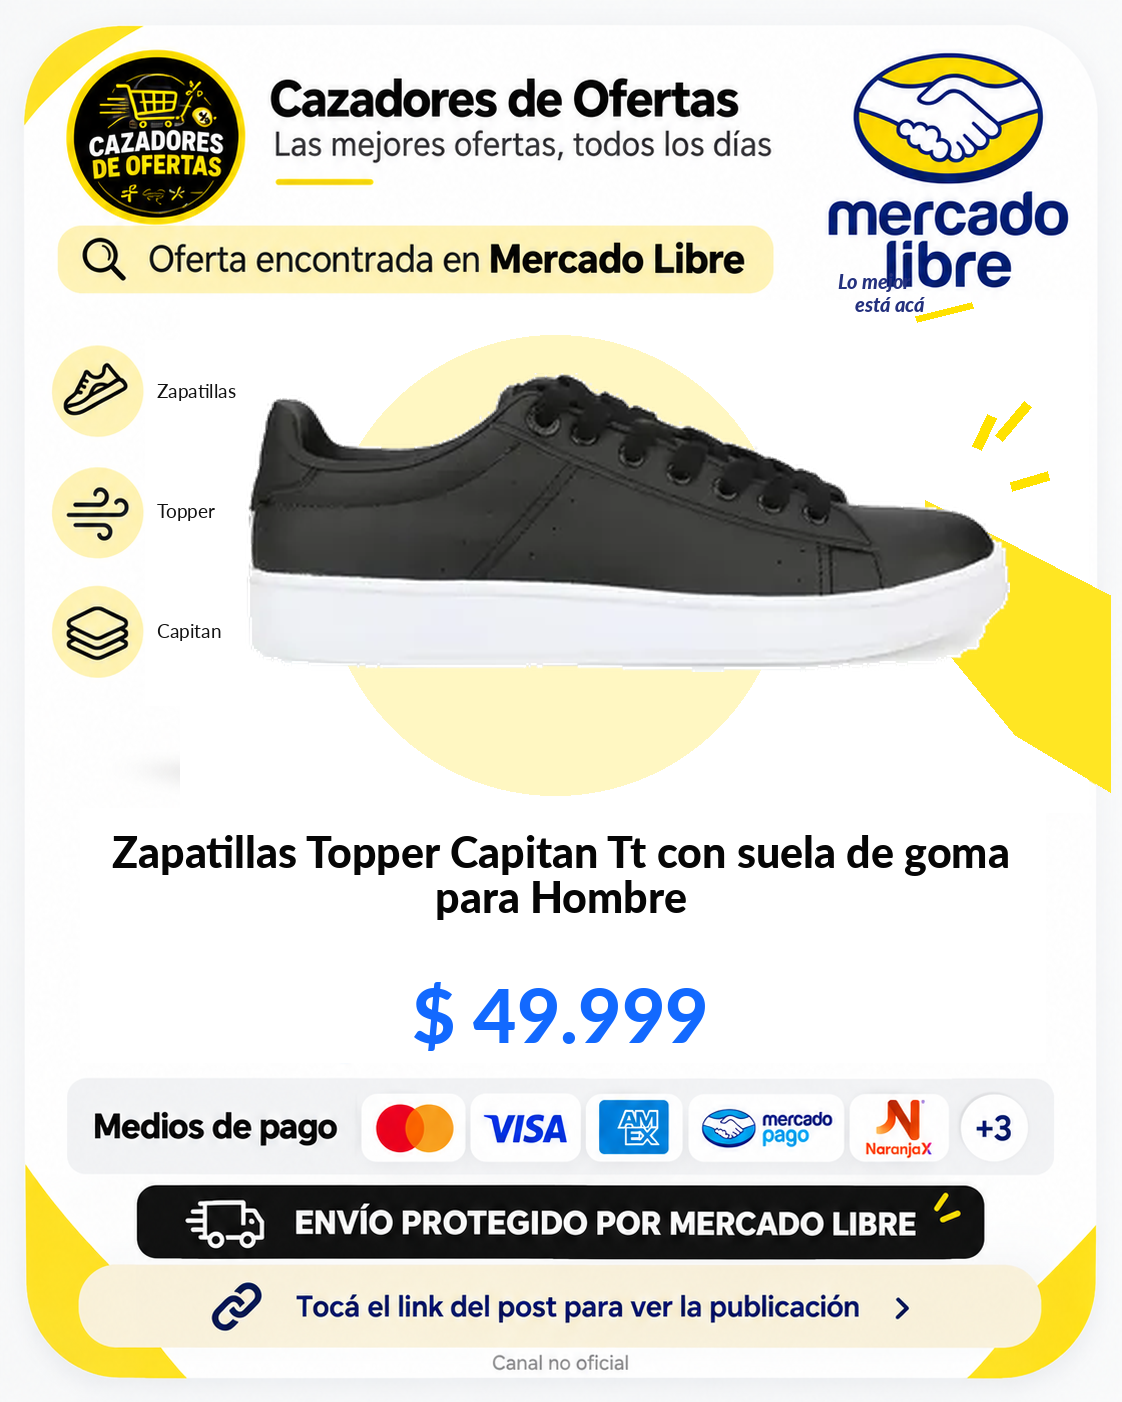 CAZADORES
DE OFERTAS
Cazadores de Ofertas
Las mejores ofertas, todos los días
mercado
libre
Oferta encontrada en Mercado Libre
Lo mejor
está acá
Zapatillas
Topper
Capitan
Zapatillas Topper Capitan Tt con suela de goma
para Hombre
$ 49.999
Medios de pago
VISA
AM
EX
mercado
pago
NaranjaX
+3
ENVÍO PROTEGIDO POR MERCADO LIBRE
Tocá el link del post para ver la publicación
Canal no oficial